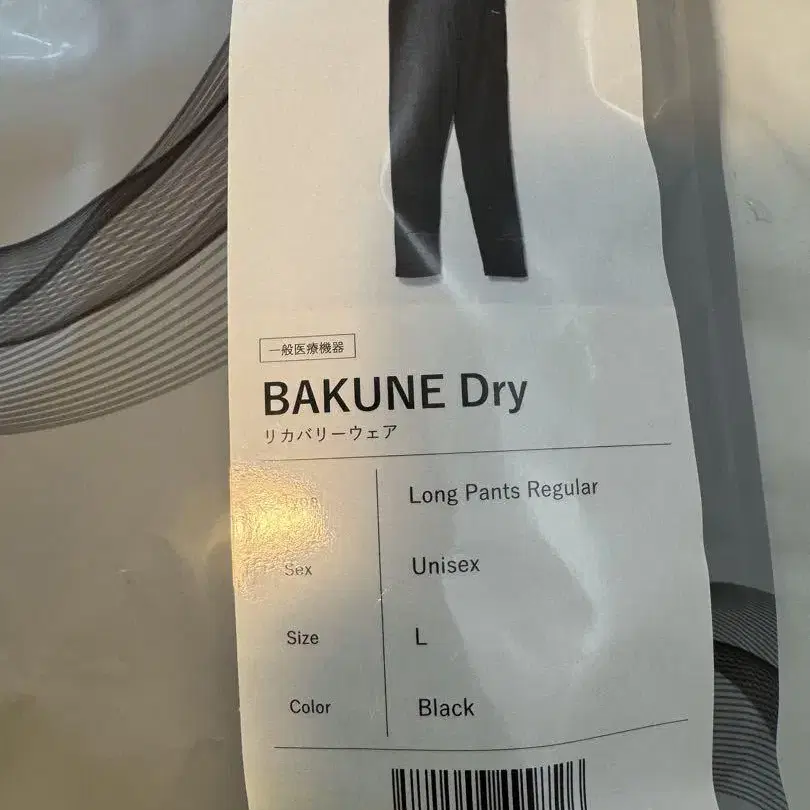 一般医療機器
BAKUNE Dry
リカバリーウェア
Type Long Pants Regular
Sex Unisex
Size L
Color Black